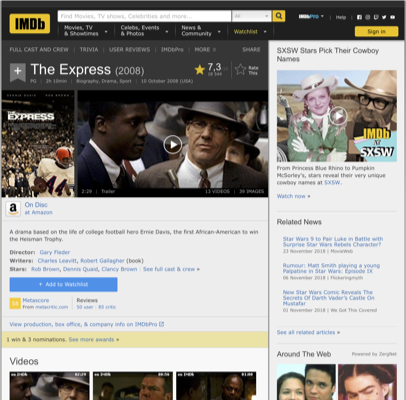 IMDb
Find Movies, TV shows, Celebrities and more...
All
IMDbPro
Help
Movies, TV & Showtimes
Celebs, Events & Photos
News & Community
Watchlist
Sign in
FULL CAST AND CREW | TRIVIA | USER REVIEWS | IMDbPro | MORE
SHARE
The Express (2008)
7,3
Rate This
PG | 2h 10min | Biography, Drama, Sport | 10 October 2008 (USA)
EXPRESS
2:29 | Trailer
13 VIDEOS | 39 IMAGES
On Disc
at Amazon
A drama based on the life of college football hero Ernie Davis, the first African-American to win
the Heisman Trophy.
Director: Gary Fleder
Writers: Charles Leavitt, Robert Gallagher (book)
Stars: Rob Brown, Dennis Quaid, Clancy Brown | See full cast & crew »
+ Add to Watchlist
Metascore
From metacritic.com
Reviews
90 user | 85 critic
View production, box office, & company info on IMDbPro
1 win & 3 nominations. See more awards »
Videos
SXSW Stars Pick Their Cowboy
Names
IMDb
AT
SXSW
From Princess Blue Rhino to Pumpkin
McGorley's, stars reveal their very unique
cowboy names at SXSW.
Watch now »
Related News
Star Wars 9 to Pair Luke in Battle with
Surprise Star Wars Rebels Character?
23 November 2018 | MovieWeb
Rumour: Matt Smith playing a young
Palpatine in Star Wars: Episode IX
06 November 2018 | Flickeringmyth
New Star Wars Comic Reveals The
Secrets Of Darth Vader's Castle On
Mustafar
01 November 2018 | We Got This Covered
See all related articles »
Around The Web
Powered by ZergNet